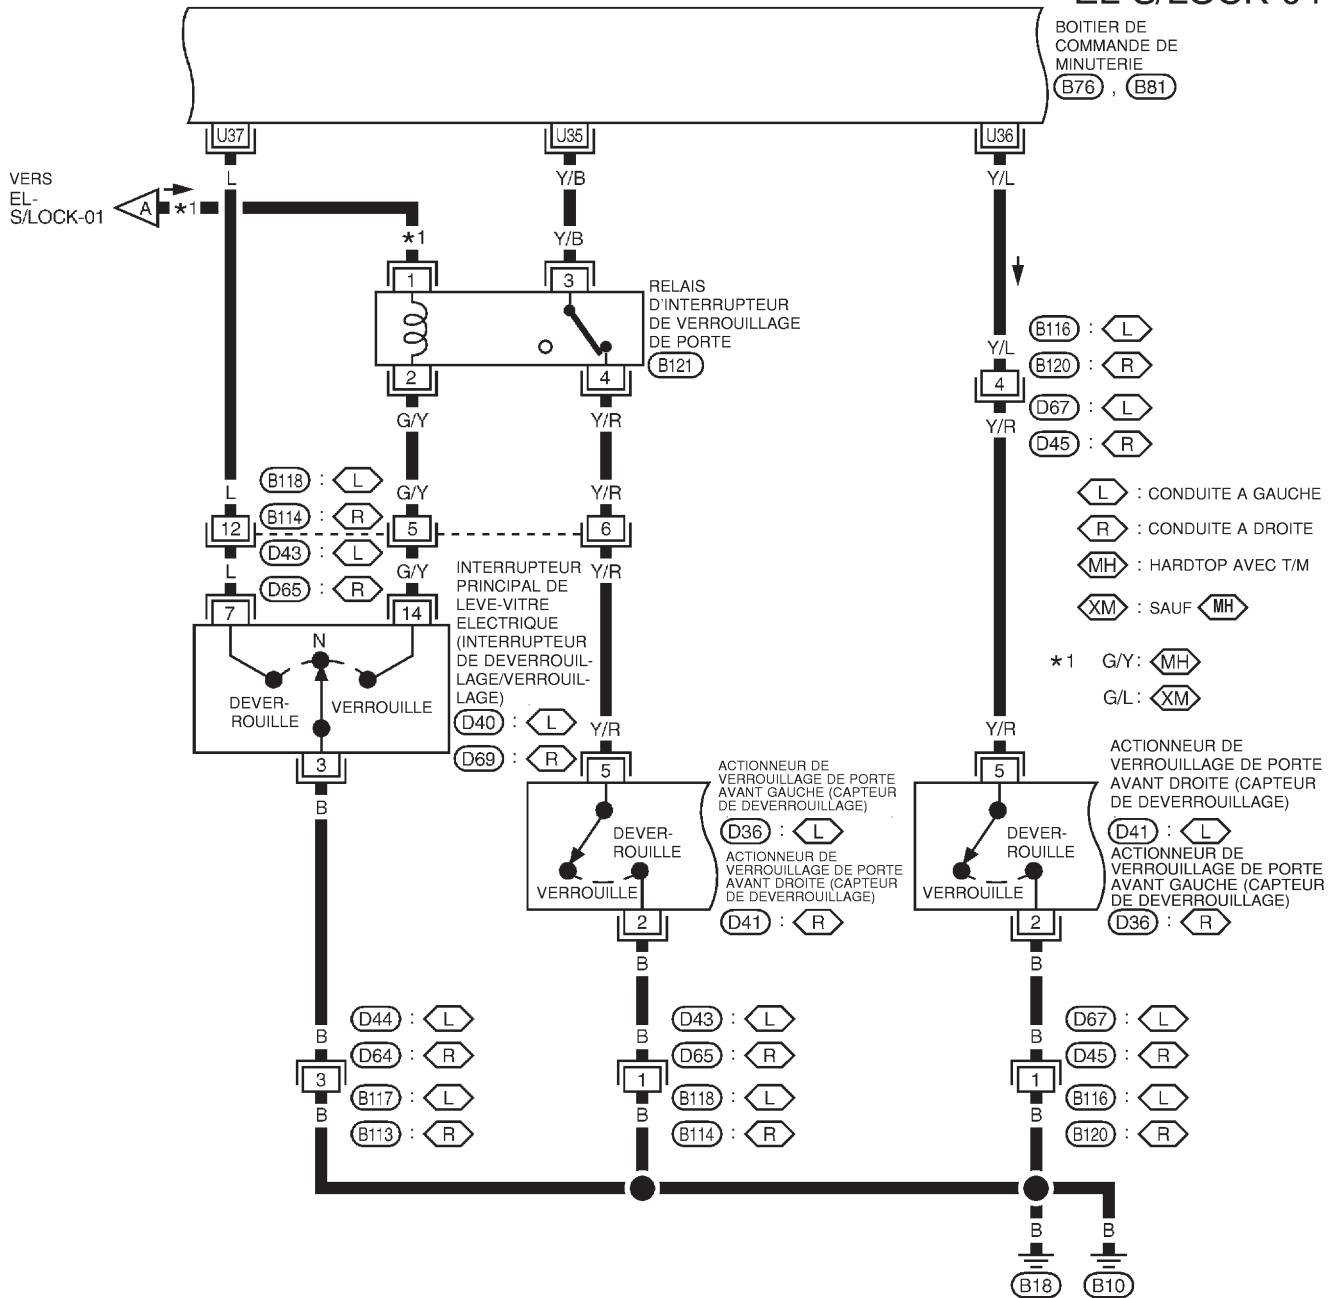 BOITIER DE
COMMANDE DE
MINUTERIE
B76 , B81
U37
U35
U36
L
Y/B
Y/L
VERS
EL-
S/LOCK-01
A
*1
*1
Y/B
1
3
RELAIS
D'INTERRUPTEUR
DE VERROUILLAGE
DE PORTE
B121
2
4
G/Y
Y/R
Y/L
4
Y/R
B116 : L
B120 : R
D67 : L
D45 : R
L : CONDUITE A GAUCHE
R : CONDUITE A DROITE
MH : HARDTOP AVEC T/M
XM : SAUF MH
*1 G/Y: MH
G/L: XM
L
B118 : L
G/Y
Y/R
12
B114 : R
5
6
L
D43 : L
G/Y
Y/R
D65 : R
7
14
INTERRUPTEUR
PRINCIPAL DE
LEVE-VITRE
ELECTRIQUE
(INTERRUPTEUR
DE DEVERROUIL-
LAGE/VERROUIL-
LAGE)
D40 : L
D69 : R
N
DEVER-
ROUILLE
VERROUILLE
3
B
Y/R
5
DEVER-
ROUILLE
VERROUILLE
2
B
ACTIONNEUR DE
VERROUILLAGE DE PORTE
AVANT GAUCHE (CAPTEUR
DE DEVERROUILLAGE)
D36 : L
ACTIONNEUR DE
VERROUILLAGE DE PORTE
AVANT DROITE (CAPTEUR
DE DEVERROUILLAGE)
D41 : R
Y/R
5
DEVER-
ROUILLE
VERROUILLE
2
B
ACTIONNEUR DE
VERROUILLAGE DE PORTE
AVANT DROITE (CAPTEUR
DE DEVERROUILLAGE)
D41 : L
ACTIONNEUR DE
VERROUILLAGE DE PORTE
AVANT GAUCHE (CAPTEUR
DE DEVERROUILLAGE)
D36 : R
B
3
B
D44 : L
D64 : R
B117 : L
B113 : R
B
1
B
D43 : L
D65 : R
B118 : L
B114 : R
B
1
B
D67 : L
D45 : R
B116 : L
B120 : R
B
B
B18
B10